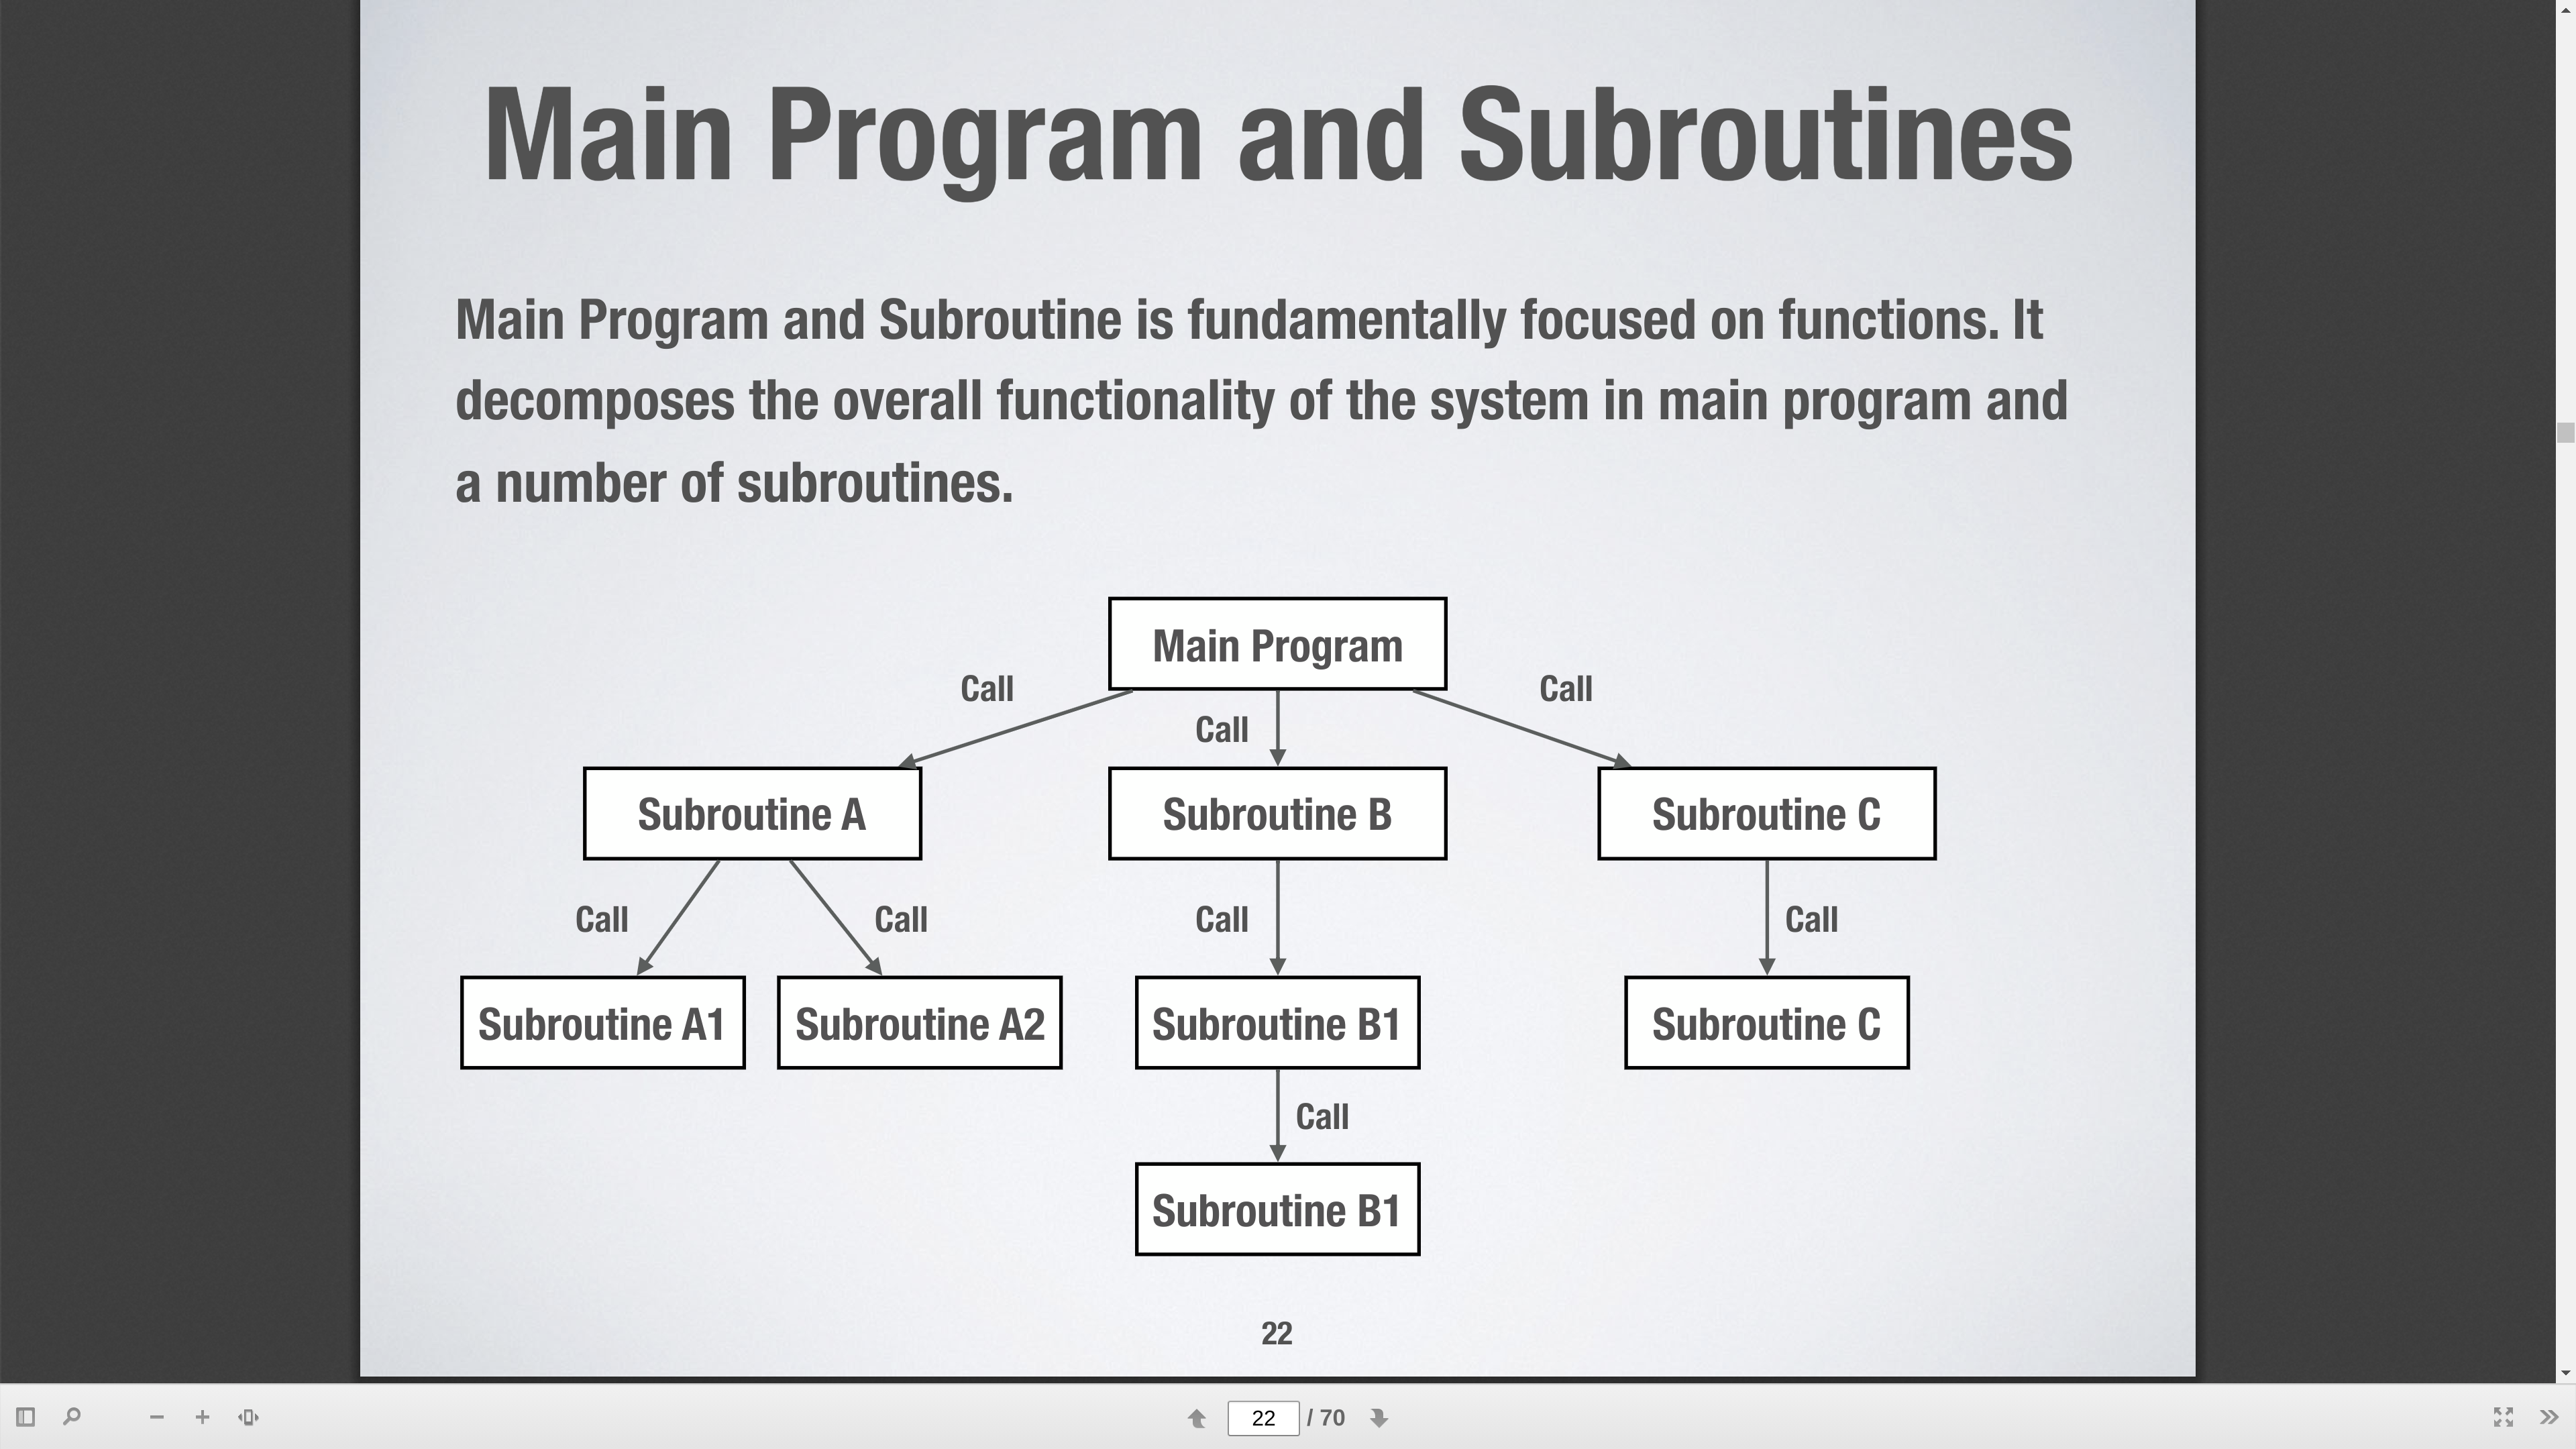 Main Program and Subroutines
Main Program and Subroutine is fundamentally focused on functions. It
decomposes the overall functionality of the system in main program and
a number of subroutines.
Main Program
Call
Call
Call
Subroutine A
Subroutine B
Subroutine C
Call
Call
Call
Call
Subroutine A1
Subroutine A2
Subroutine B1
Subroutine C
Call
Subroutine B1
22
22 / 70